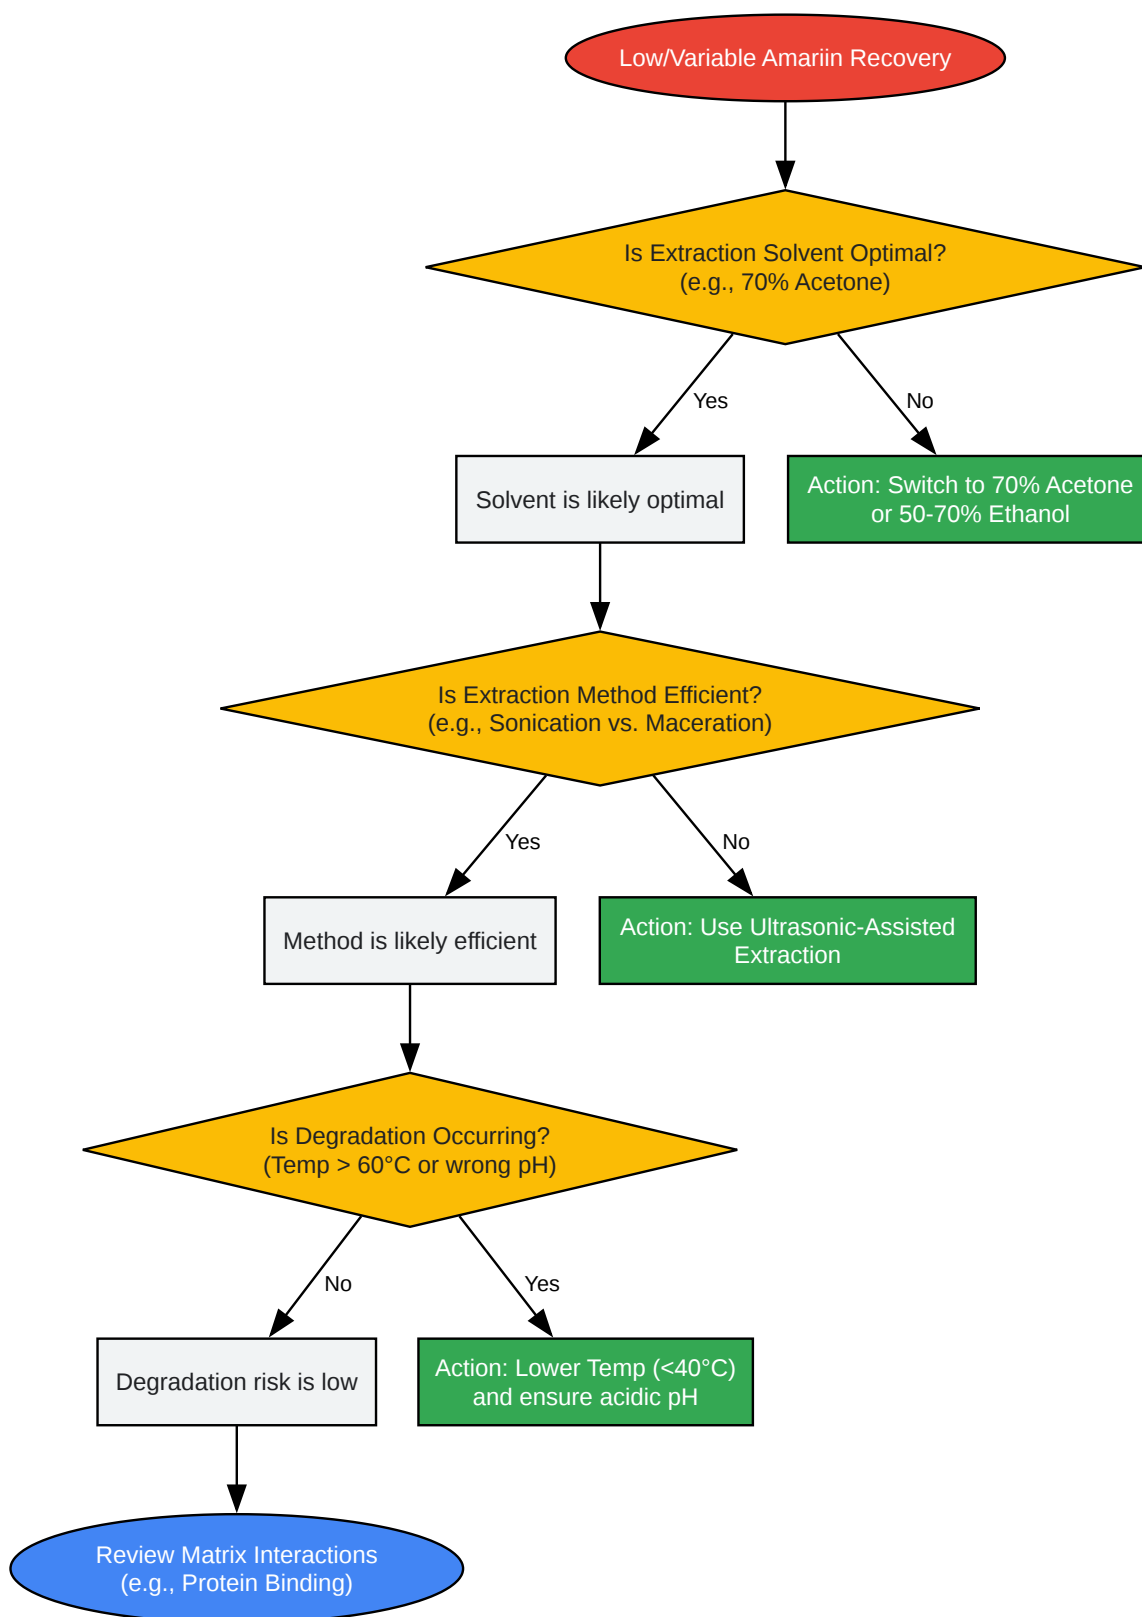 Low/Variable Amariin Recovery
Is Extraction Solvent Optimal?
(e.g., 70% Acetone)
Yes
No
Solvent is likely optimal
Action: Switch to 70% Acetone
or 50-70% Ethanol
Is Extraction Method Efficient?
(e.g., Sonication vs. Maceration)
Yes
No
Method is likely efficient
Action: Use Ultrasonic-Assisted
Extraction
Is Degradation Occurring?
(Temp > 60°C or wrong pH)
No
Yes
Degradation risk is low
Action: Lower Temp (<40°C)
and ensure acidic pH
Review Matrix Interactions
(e.g., Protein Binding)